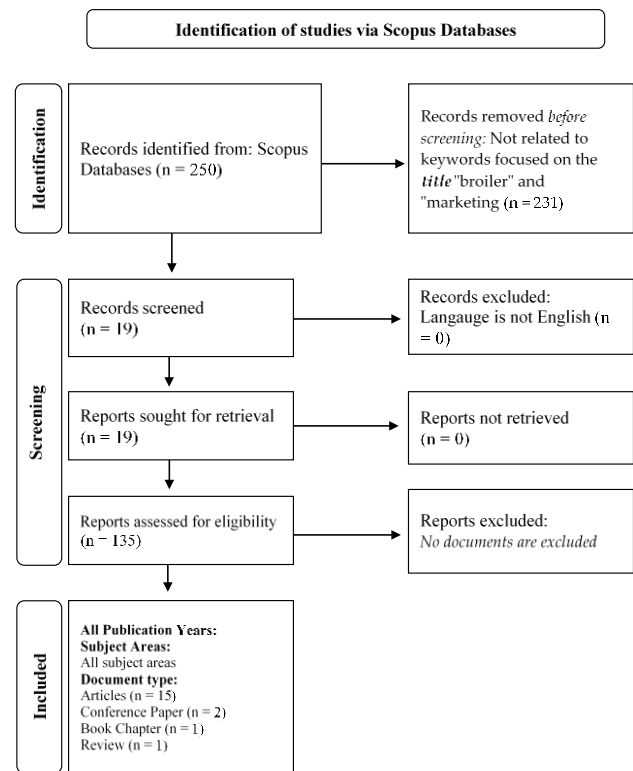 Identification of studies via Scopus Databases
Identification
Records identified from: Scopus
Databases (n = 250)
Records removed before
screening: Not related to
keywords focused on the
title "broiler" and
"marketing (n = 231)
Screening
Records screened
(n = 19)
Records excluded:
Langauge is not English (n
= 0)
Reports sought for retrieval
(n = 19)
Reports not retrieved
(n = 0)
Reports assessed for eligibility
(n = 135)
Reports excluded:
No documents are excluded
Included
All Publication Years:
Subject Areas:
All subject areas
Document type:
Articles (n = 15)
Conference Paper (n = 2)
Book Chapter (n = 1)
Review (n = 1)